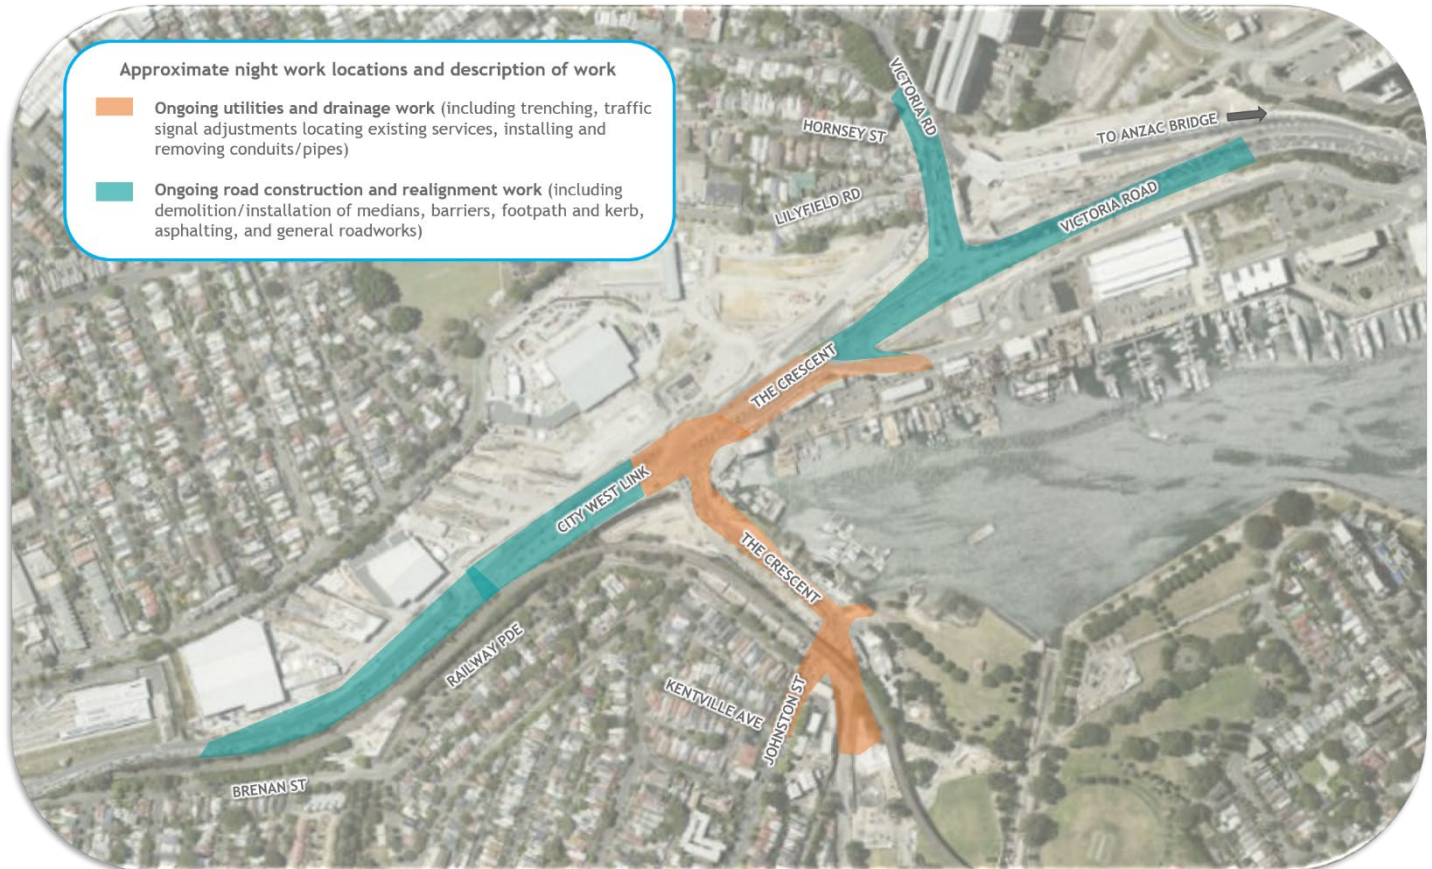 Approximate night work locations and description of work
Ongoing utilities and drainage work (including trenching, traffic
signal adjustments locating existing services, installing and
removing conduits/pipes)
Ongoing road construction and realignment work (including
demolition/installation of medians, barriers, footpath and kerb,
asphalting, and general roadworks)
VICTORIA RD
HORNSEY ST
TO ANZAC BRIDGE
LILYFIELD RD
VICTORIA ROAD
THE CRESCENT
CITY WEST LINK
THE CRESCENT
RAILWAY PDE
KENTVILLE AVE
JOHNSTON ST
BRENAN ST